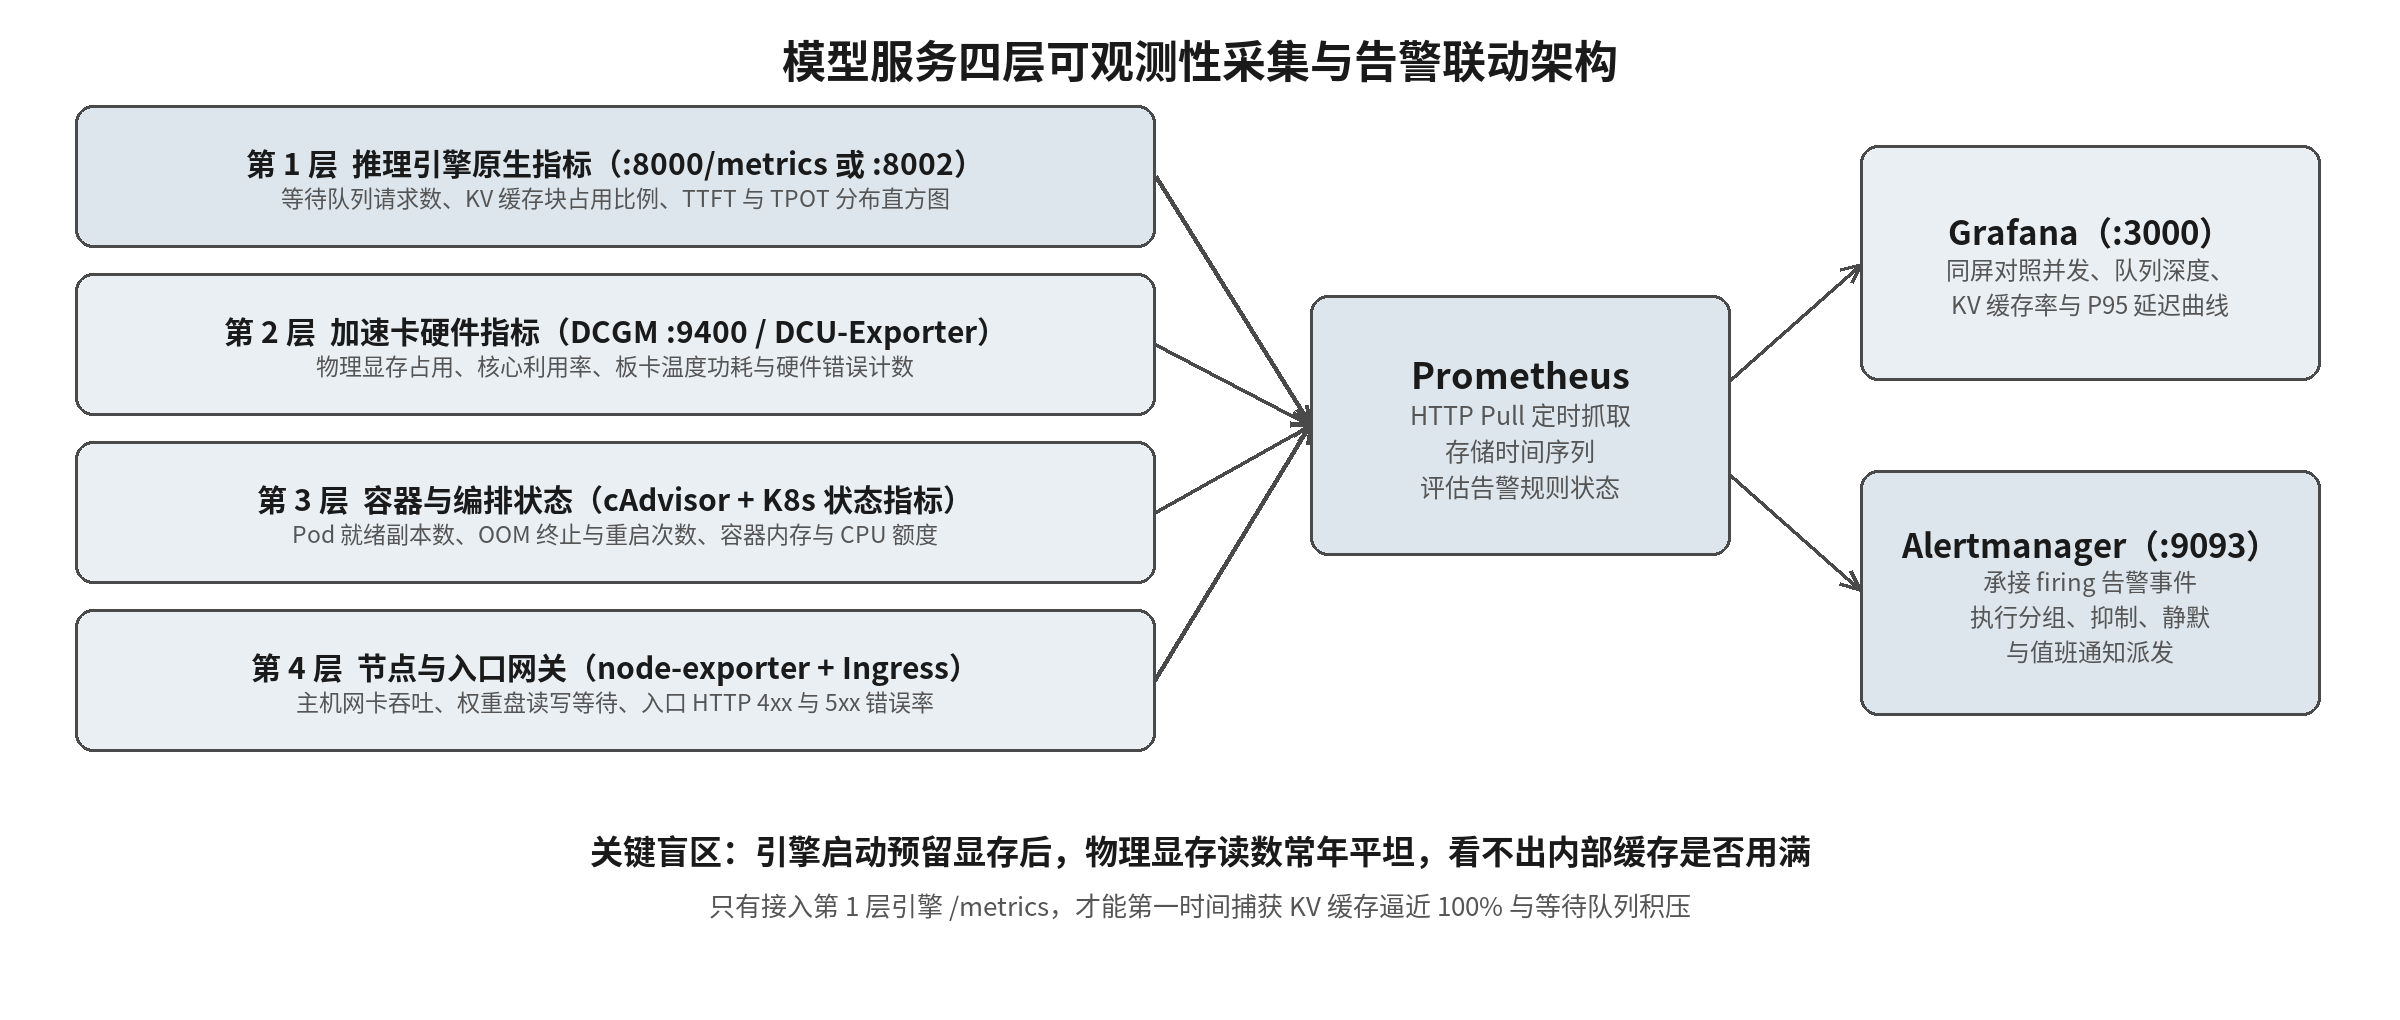 模型服务四层可观测性采集与告警联动架构
第 1 层  推理引擎原生指标（:8000/metrics 或 :8002）
等待队列请求数、KV 缓存块占用比例、TTFT 与 TPOT 分布直方图
第 2 层  加速卡硬件指标（DCGM :9400 / DCU-Exporter）
物理显存占用、核心利用率、板卡温度功耗与硬件错误计数
第 3 层  容器与编排状态（cAdvisor + K8s 状态指标）
Pod 就绪副本数、OOM 终止与重启次数、容器内存与 CPU 额度
第 4 层  节点与入口网关（node-exporter + Ingress）
主机网卡吞吐、权重盘读写等待、入口 HTTP 4xx 与 5xx 错误率
Prometheus
HTTP Pull 定时抓取
存储时间序列
评估告警规则状态
Grafana（:3000）
同屏对照并发、队列深度、
KV 缓存率与 P95 延迟曲线
Alertmanager（:9093）
承接 firing 告警事件
执行分组、抑制、静默
与值班通知派发
关键盲区：引擎启动预留显存后，物理显存读数常年平坦，看不出内部缓存是否用满
只有接入第 1 层引擎 /metrics，才能第一时间捕获 KV 缓存逼近 100% 与等待队列积压